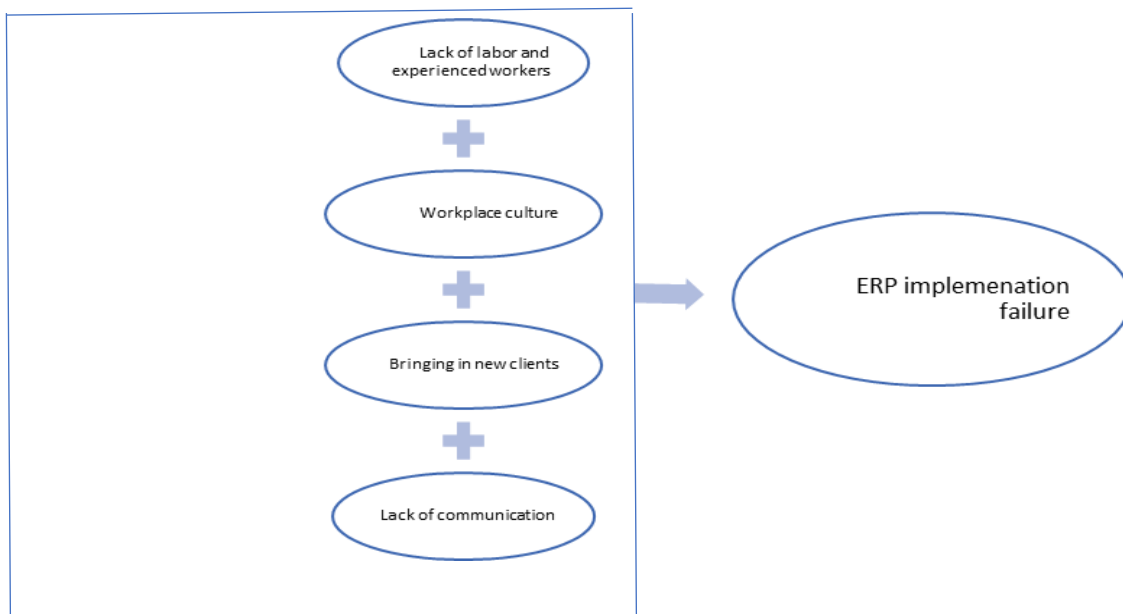 Lack of labor and
experienced workers
Workplace culture
Bringing in new clients
Lack of communication
ERP implemenation
failure